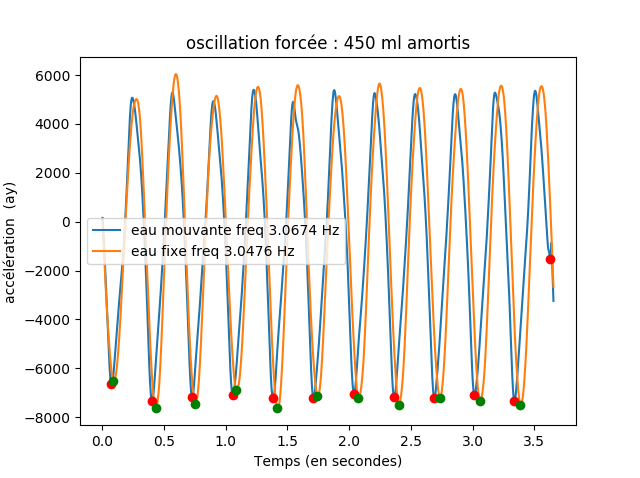 oscillation forcée : 450 ml amortis
6000
4000
2000
0
−2000
−4000
−6000
−8000
accélération  (ay)
eau mouvante freq 3.0674 Hz
eau fixe freq 3.0476 Hz
0.0 0.5 1.0 1.5 2.0 2.5 3.0 3.5
Temps (en secondes)